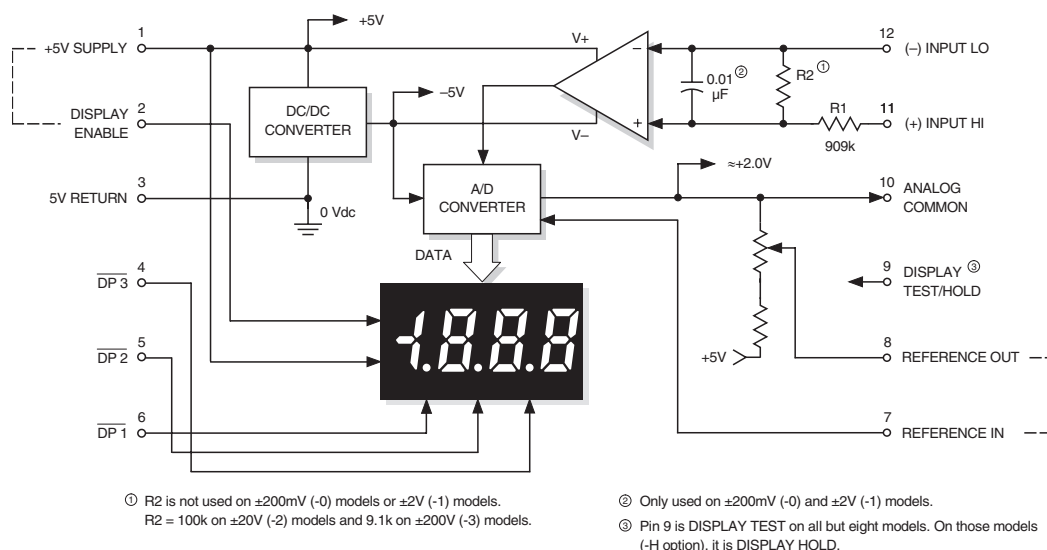 +5V
1
+5V SUPPLY
2
DISPLAY
ENABLE
3
5V RETURN
4
DP 3
5
DP 2
6
DP 1
DC/DC
CONVERTER
0 Vdc
–5V
V+
V–
–
+
A/D
CONVERTER
DATA
-1.8.8.8
0.01 ②
µF
R2 ①
R1
909k
12
(–) INPUT LO
11
(+) INPUT HI
≈+2.0V
10
ANALOG
COMMON
9
DISPLAY ③
TEST/HOLD
+5V
8
REFERENCE OUT
7
REFERENCE IN
① R2 is not used on ±200mV (-0) models or ±2V (-1) models.
R2 = 100k on ±20V (-2) models and 9.1k on ±200V (-3) models.
② Only used on ±200mV (-0) and ±2V (-1) models.
③ Pin 9 is DISPLAY TEST on all but eight models. On those models
(-H option), it is DISPLAY HOLD.